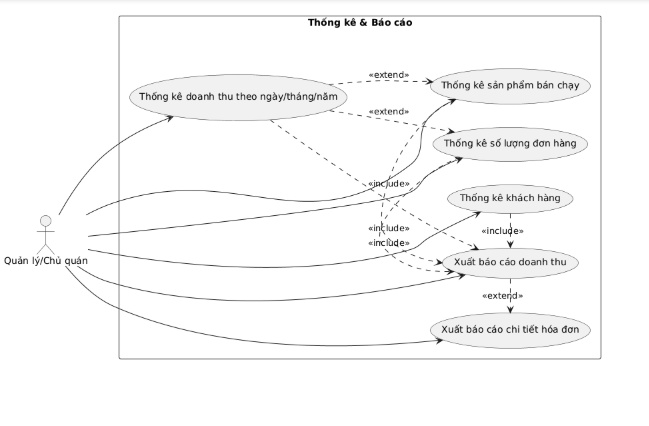 Thống kê & Báo cáo
«extend»
Thống kê sản phẩm bán chạy
Thống kê doanh thu theo ngày/tháng/năm
«extend»
Thống kê số lượng đơn hàng
«include»
Thống kê khách hàng
«include»
«include»
«include»
Quản lý/Chủ quán
Xuất báo cáo doanh thu
«extend»
Xuất báo cáo chi tiết hóa đơn